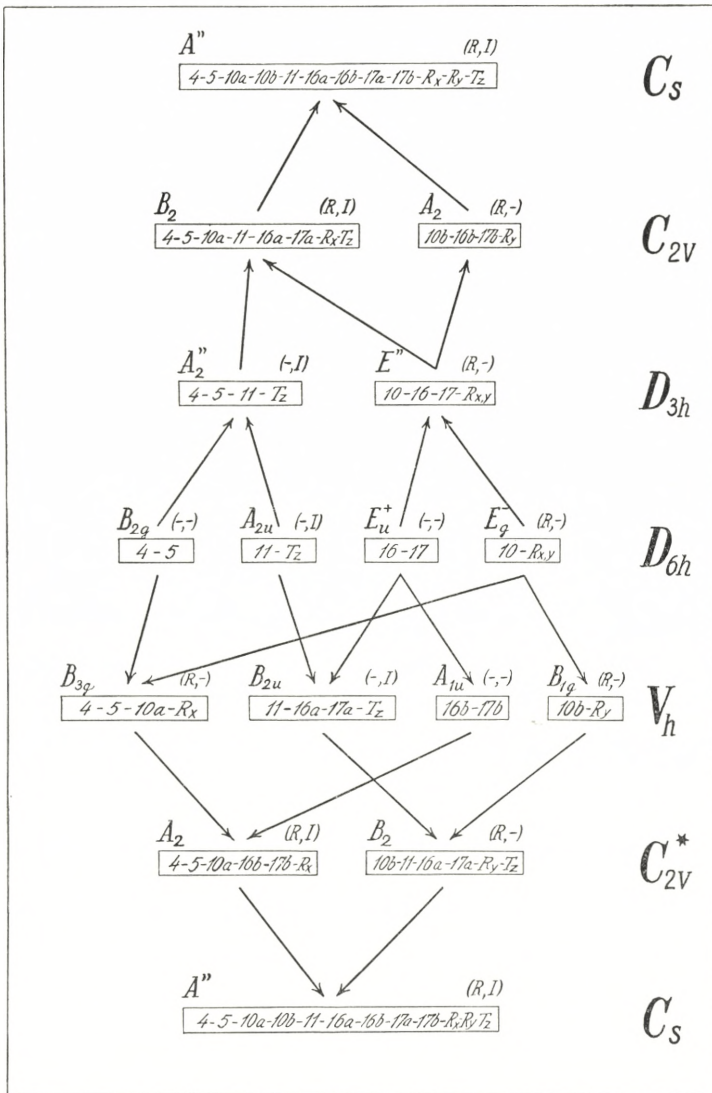 A" (R,I)
4-5-10a-10b-11-16a-16b-17a-17b-Rx-Ry-Tz
Cs
B2 (R,I) A2 (R,-)
4-5-10a-11-16a-17a-Rx-Tz 10b-16b-17b-Ry
C2V
A2" (-,I) E" (R,-)
4-5-11-Tz 10-16-17-Rx,y
D3h
B2g (-,-) A2u (-,I) Eu+ (-,-) Eg- (R,-)
4-5 11-Tz 16-17 10-Rx,y
D6h
B3g (R,-) B2u (-,I) A1u (-,-) B1g (R,-)
4-5-10a-Rx 11-16a-17a-Tz 16b-17b 10b-Ry
Vh
A2 (R,I) B2 (R,-)
4-5-10a-16b-17b-Rx 10b-11-16a-17a-Ry-Tz
C2V*
A" (R,I)
4-5-10a-10b-11-16a-16b-17a-17b-RxRyTz
Cs